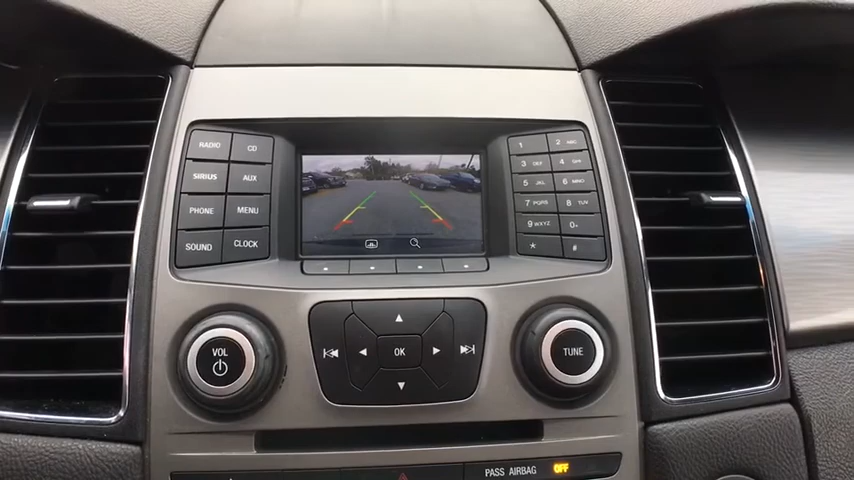 RADIO CD
SIRIUS AUX
PHONE MENU
SOUND CLOCK
1 2 ABC
3 DEF 4 GHI
5 JKL 6 MNO
7 PQRS 8 TUV
9 WXYZ 0+
* #
VOL
OK
TUNE
PASS AIRBAG OFF